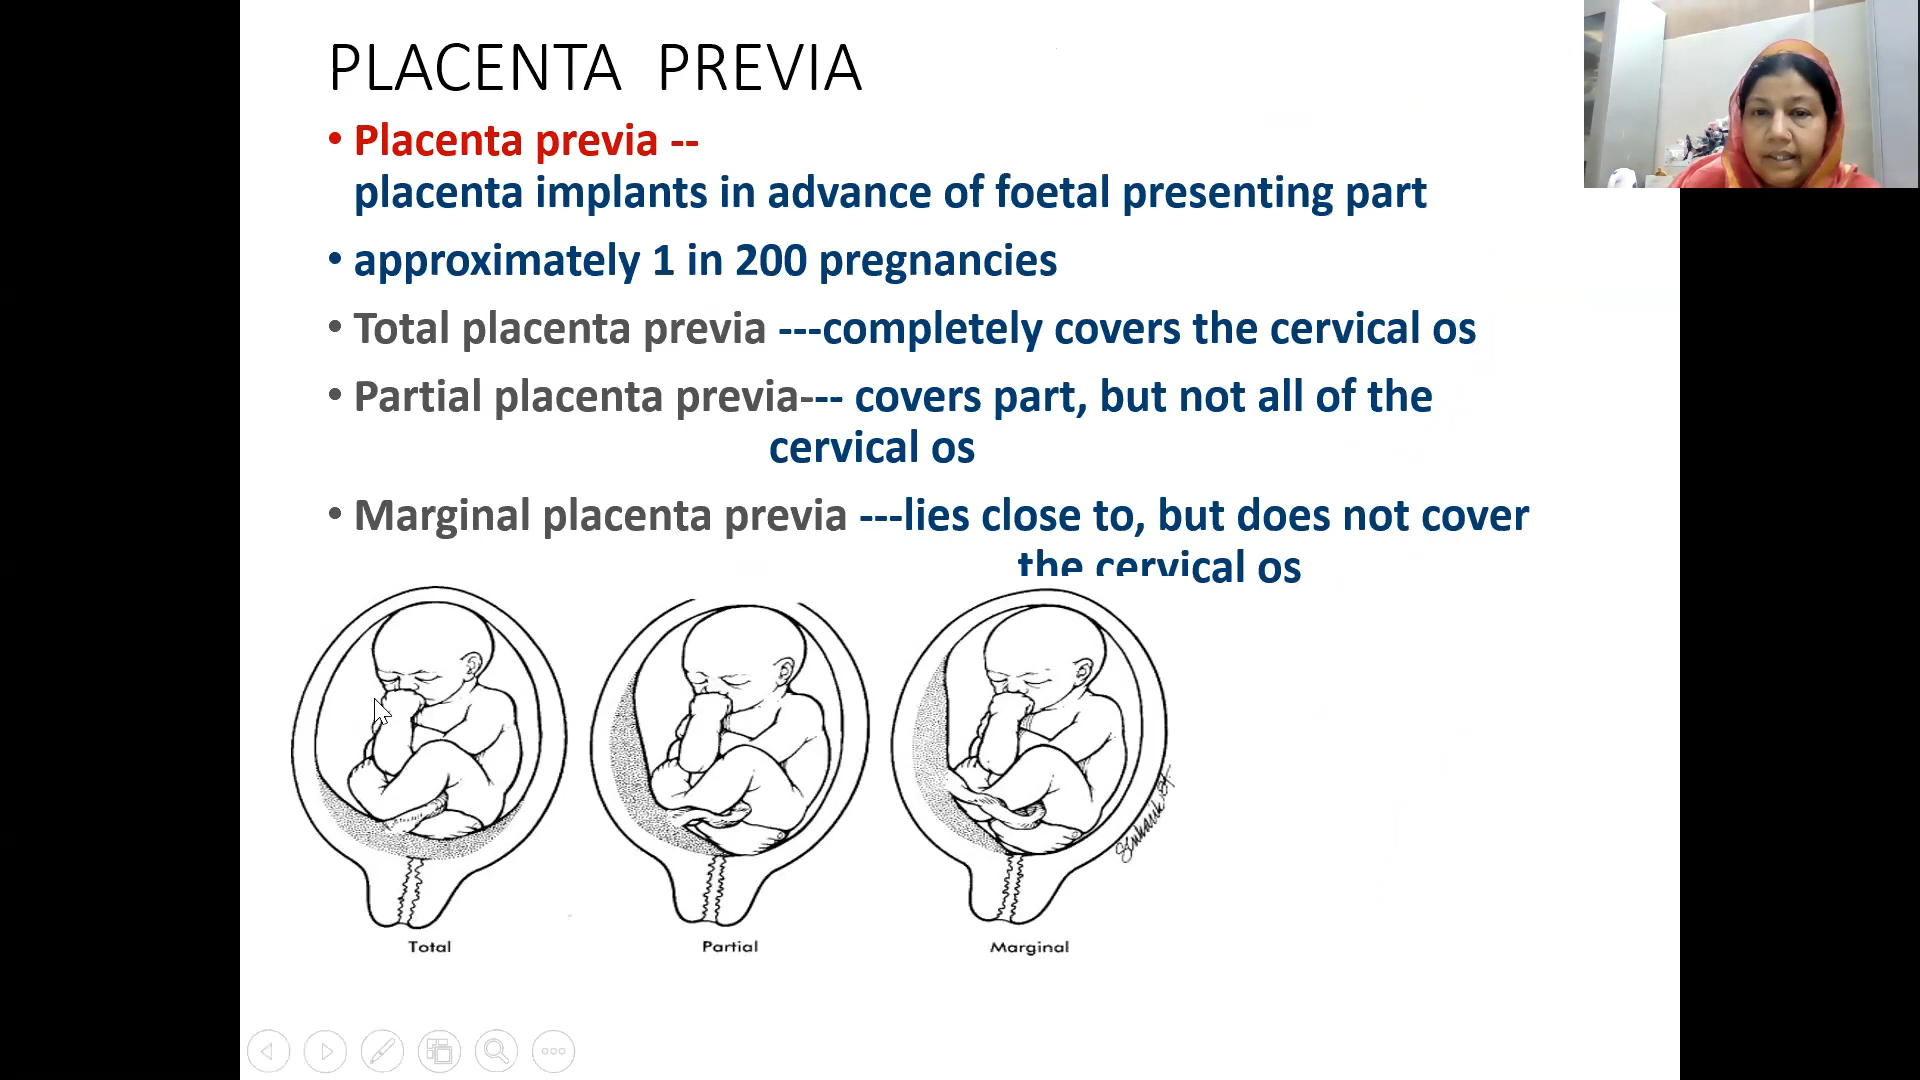 PLACENTA PREVIA
• Placenta previa --
placenta implants in advance of foetal presenting part
• approximately 1 in 200 pregnancies
• Total placenta previa ---completely covers the cervical os
• Partial placenta previa--- covers part, but not all of the
cervical os
• Marginal placenta previa ---lies close to, but does not cover
the cervical os
Total
Partial
Marginal